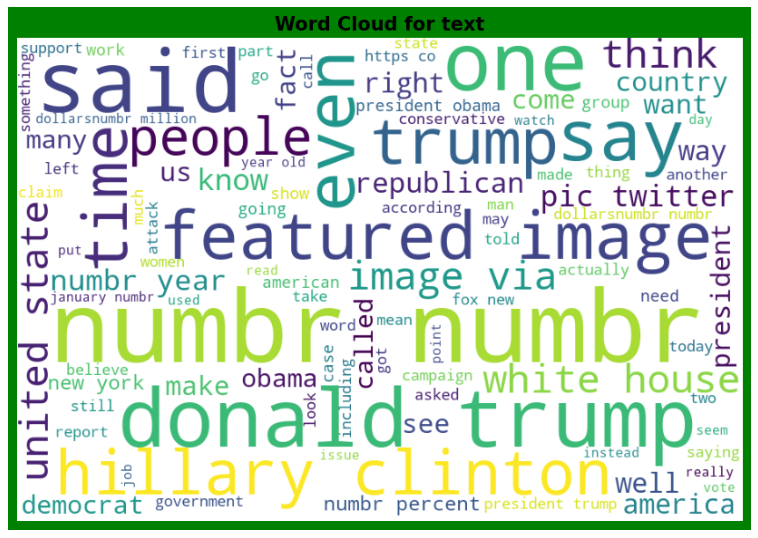 Word Cloud for text
support work first part https co state
something said go fact call one think
right country
president obama come group want
dollarsnumbr million conservative watch day
many people even trump say way
left us year old made thing another
time know republican pic twitter
claim much show according man dollarsnumbr numbr
going may
attack featured image told
put women read image via actually
numbr year american
united state january numbr used take fox new need president
numbr numbr
word mean called got point today
believe case
new york make obama campaign white house
look including asked two
still donald trump see
report seem
issue instead saying
hillary clinton really
job well vote
democrat government numbr percent president trump america